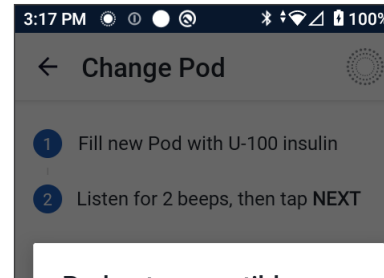 3:17 PM 100%
Change Pod
1 Fill new Pod with U-100 insulin
2 Listen for 2 beeps, then tap NEXT